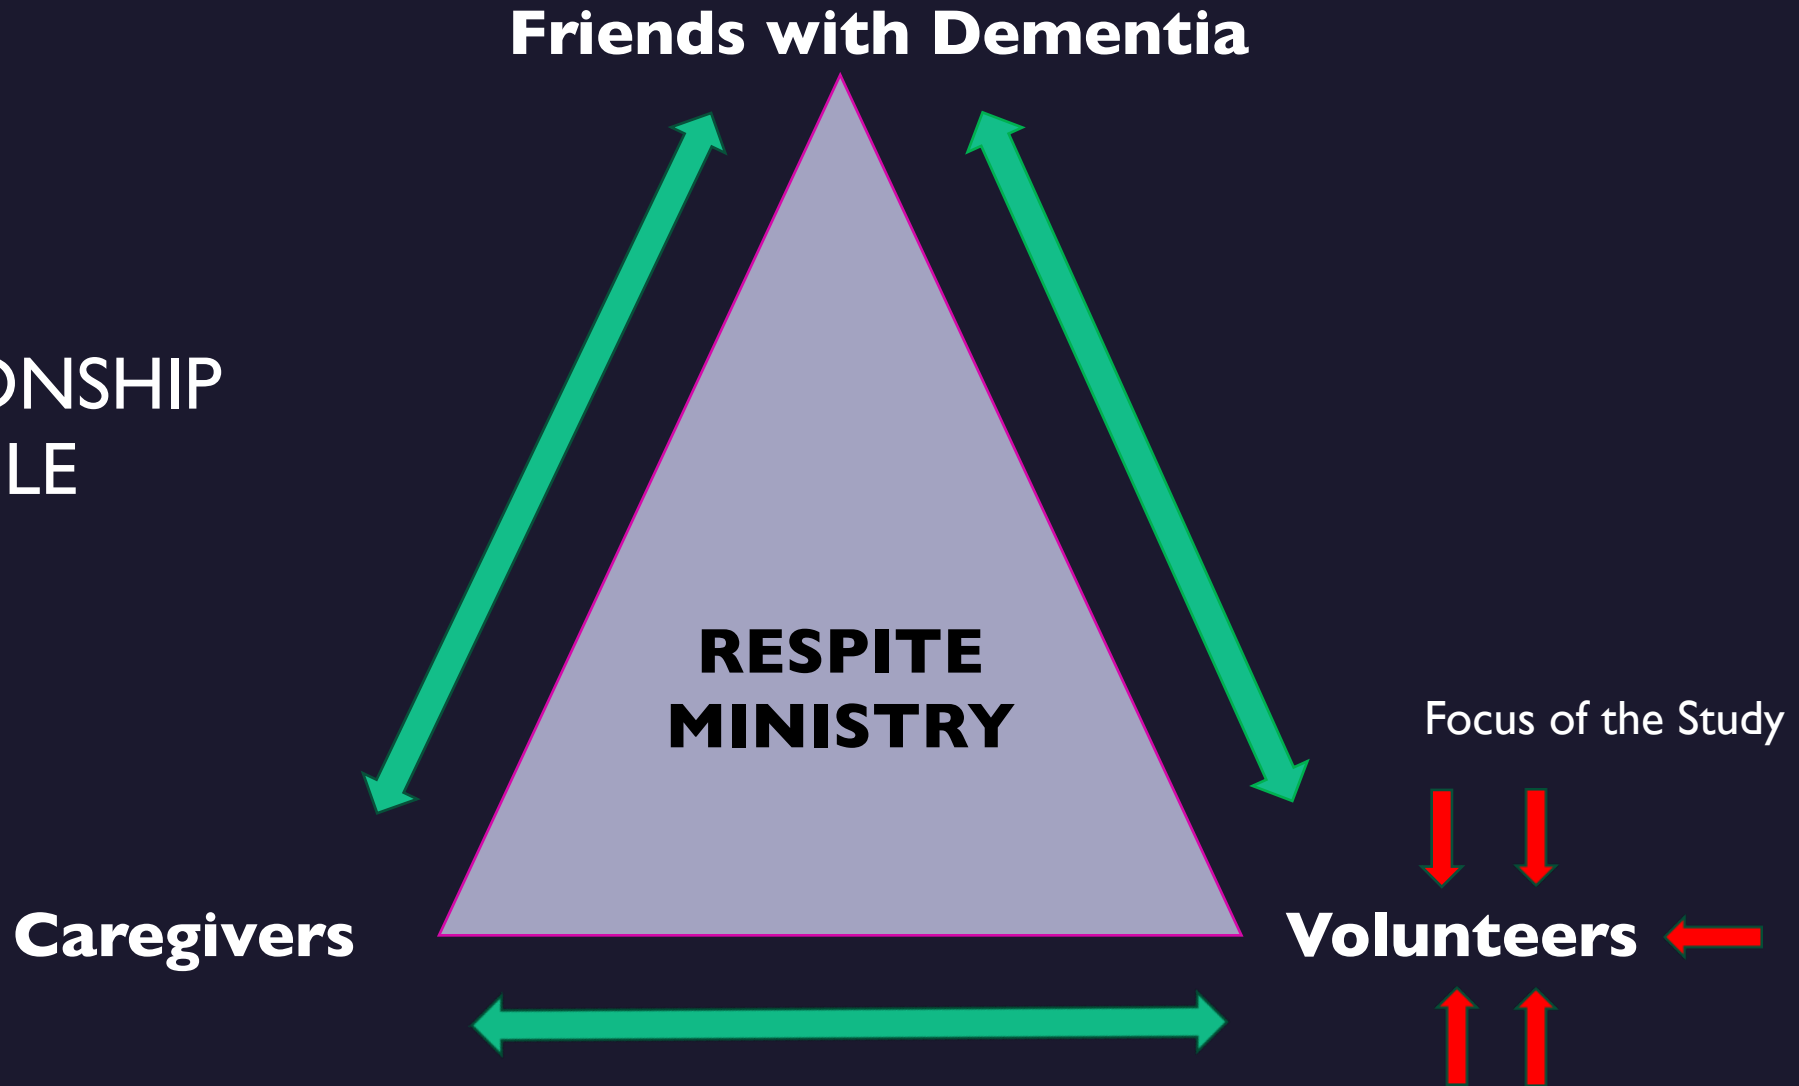 Friends with Dementia
ONSHIP
LE
RESPITE
MINISTRY
Focus of the Study
Caregivers
Volunteers